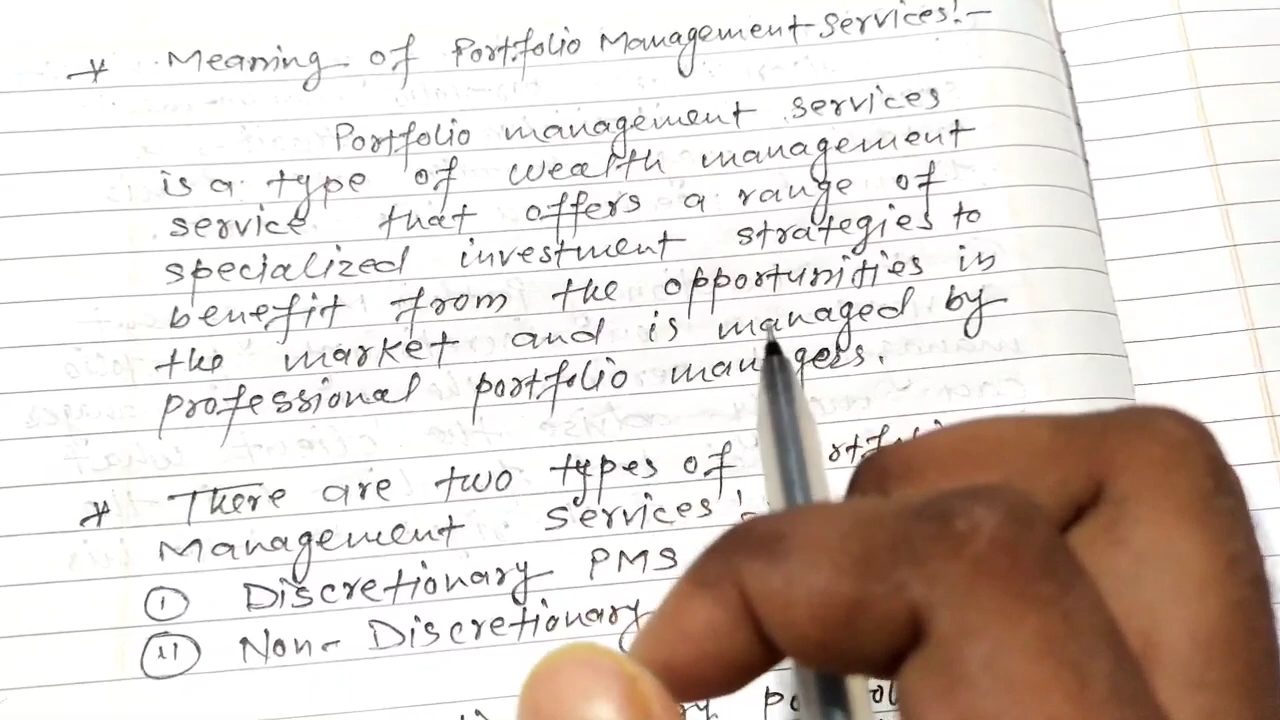 * Meaning of Portfolio Management Services:-
Portfolio management services
is a type of wealth management
service that offers a range of
specialized investment strategies to
benefit from the opportunities in
the market and is managed by
professional portfolio managers.
* There are two types of
Management Services:-
(i) Discretionary PMS
(ii) Non- Discretionary